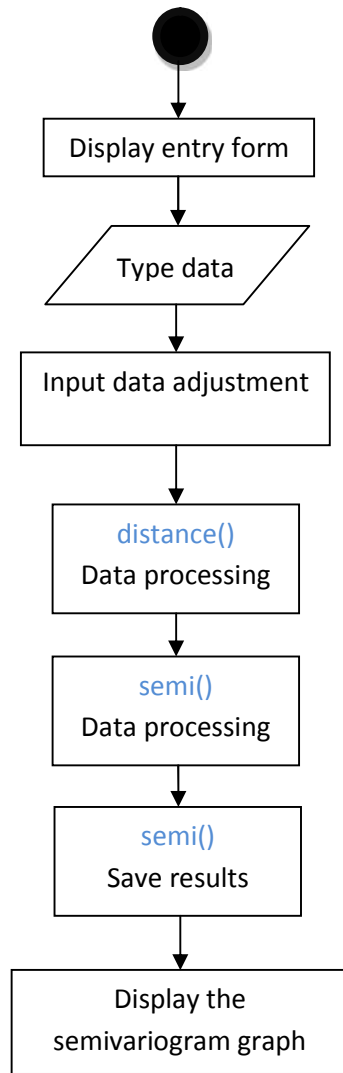 Display entry form
Type data
Input data adjustment
distance()
Data processing
semi()
Data processing
semi()
Save results
Display the
semivariogram graph